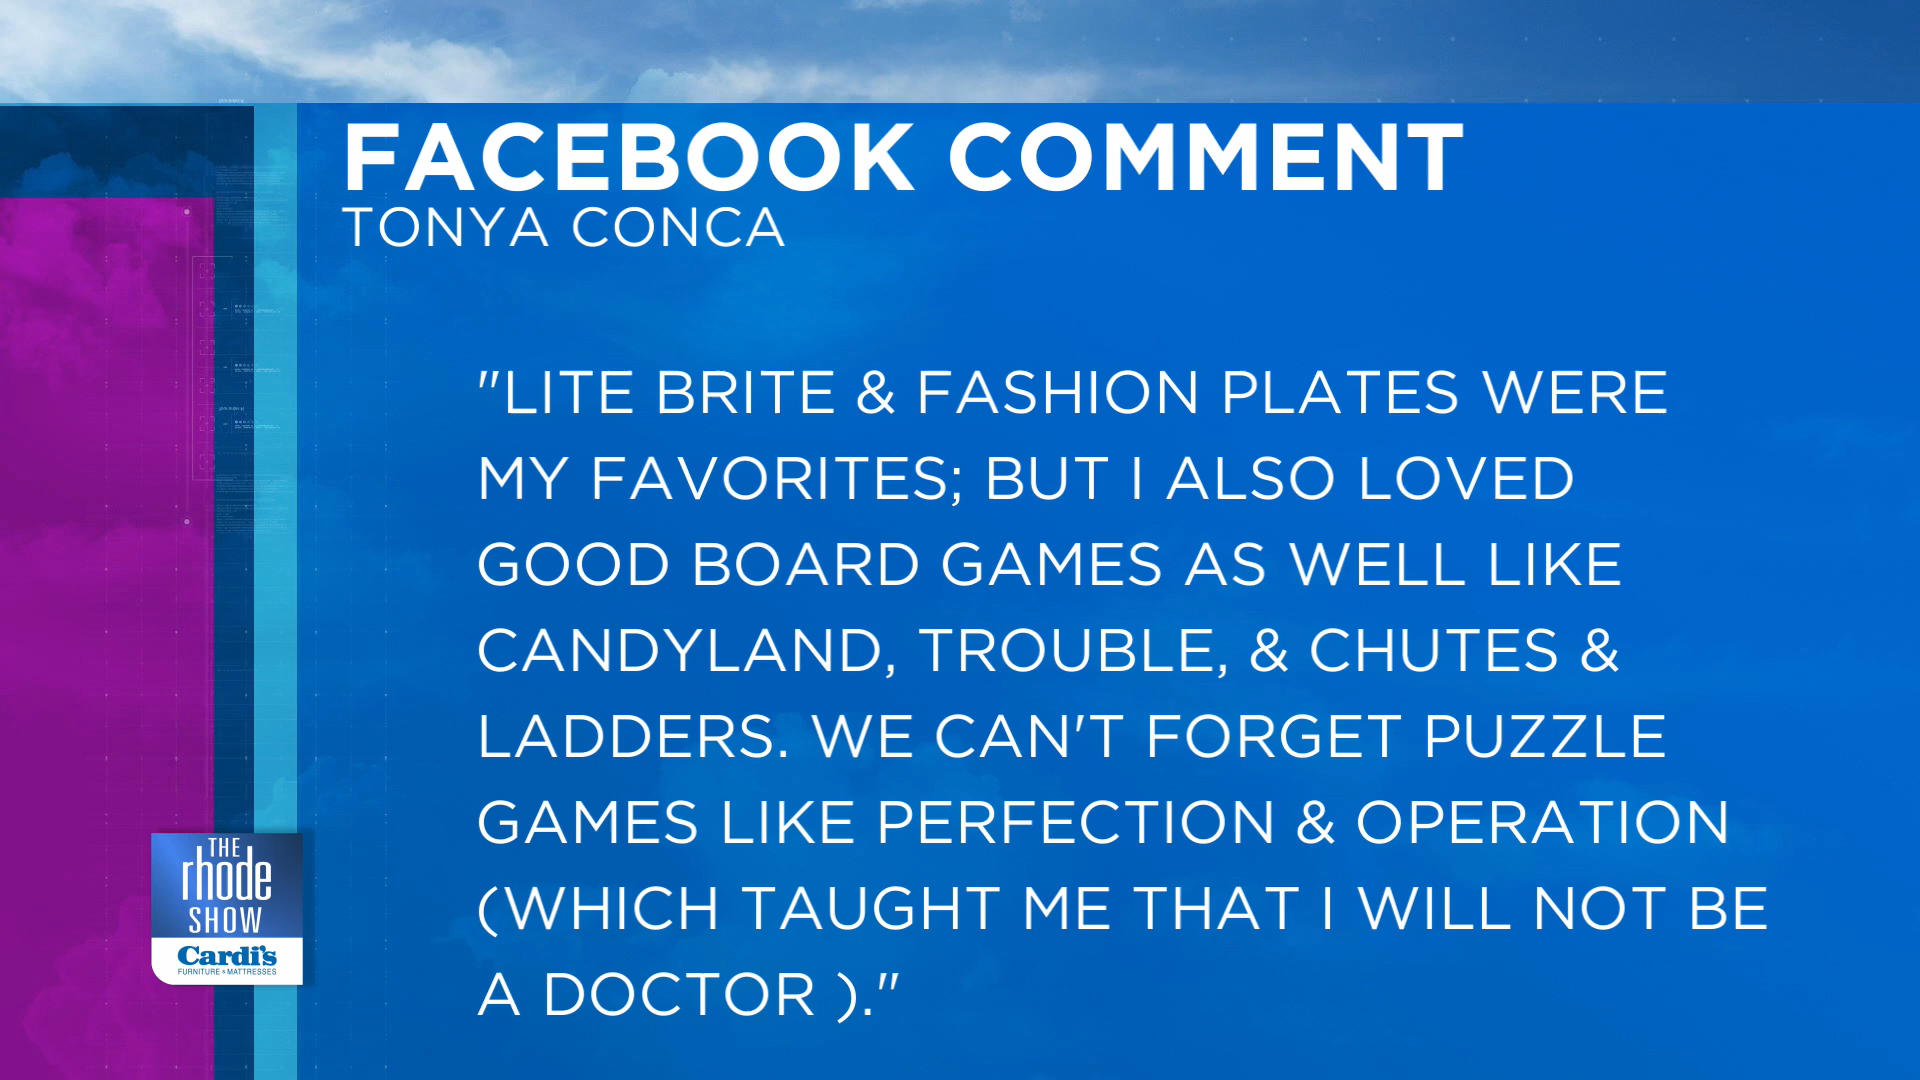 FACEBOOK COMMENT
TONYA CONCA
"LITE BRITE & FASHION PLATES WERE
MY FAVORITES; BUT I ALSO LOVED
GOOD BOARD GAMES AS WELL LIKE
CANDYLAND, TROUBLE, & CHUTES &
LADDERS. WE CAN'T FORGET PUZZLE
GAMES LIKE PERFECTION & OPERATION
(WHICH TAUGHT ME THAT I WILL NOT BE
A DOCTOR )."
THE
rhode
SHOW
Cardi's
FURNITURE & MATTRESSES